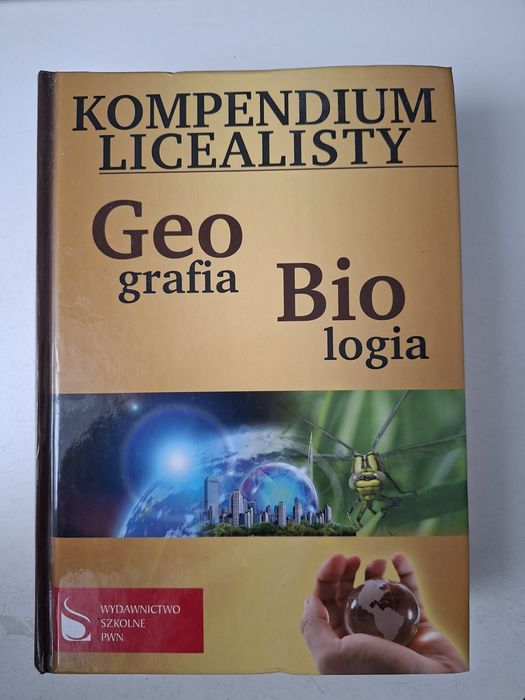 KOMPENDIUM
LICEALISTY
Geo
grafia
Bio
logia
WYDAWNICTWO
SZKOLNE
PWN